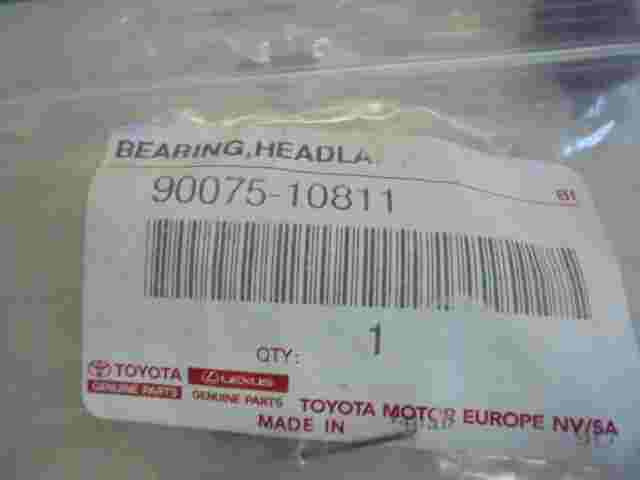 BEARING,HEADLA
90075-10811
B1
QTY: 1
TOYOTA LEXUS
GENUINE PARTS GENUINE PARTS
TOYOTA MOTOR EUROPE NV/SA
MADE IN